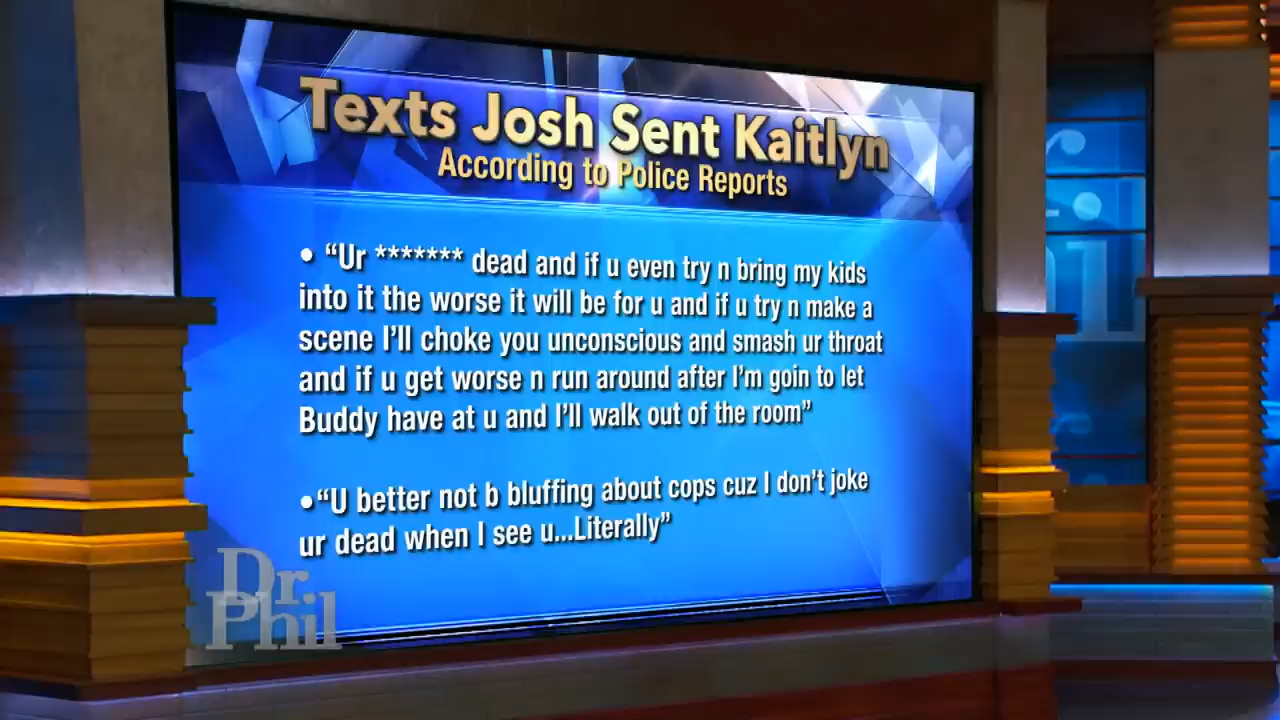 Texts Josh Sent Kaitlyn
According to Police Reports
• “Ur ******* dead and if u even try n bring my kids
into it the worse it will be for u and if u try n make a
scene I’ll choke you unconscious and smash ur throat
and if u get worse n run around after I’m goin to let
Buddy have at u and I’ll walk out of the room”
•“U better not b bluffing about cops cuz I don’t joke
ur dead when I see u...Literally”
Dr.
Phil